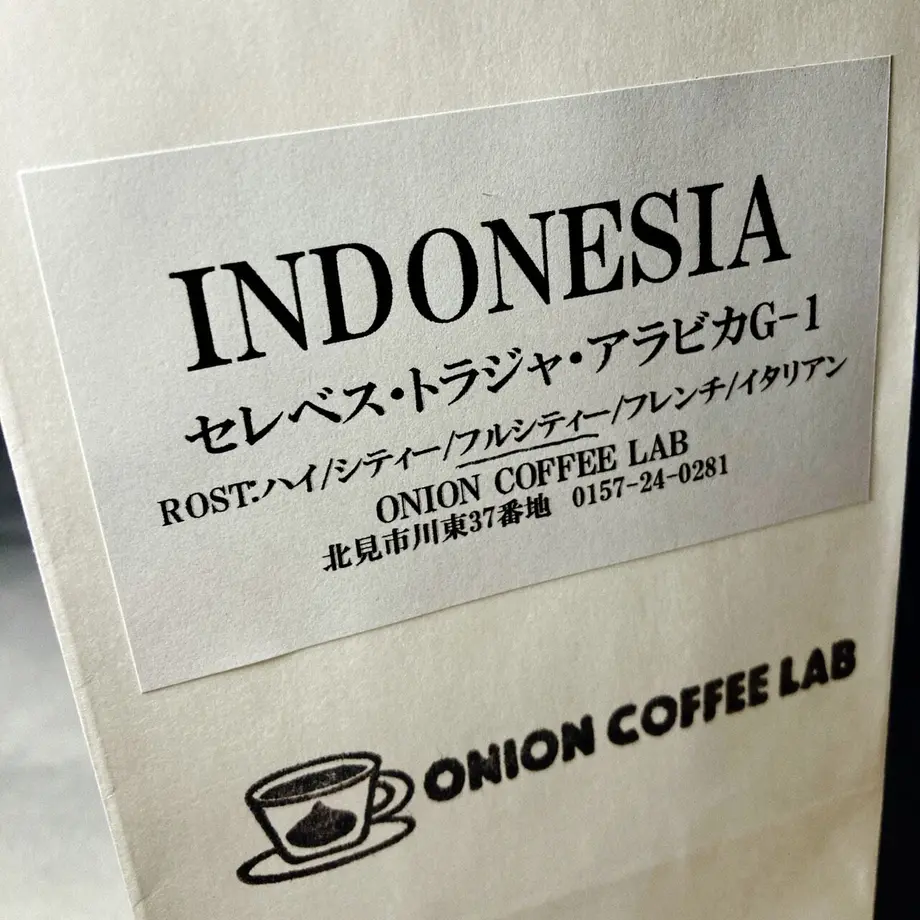 INDONESIA
セレベス・トラジャ・アラビカG-1
ROST:ハイ/シティー/フルシティー/フレンチ/イタリアン
ONION COFFEE LAB
北見市川東37番地 0157-24-0281
ONION COFFEE LAB